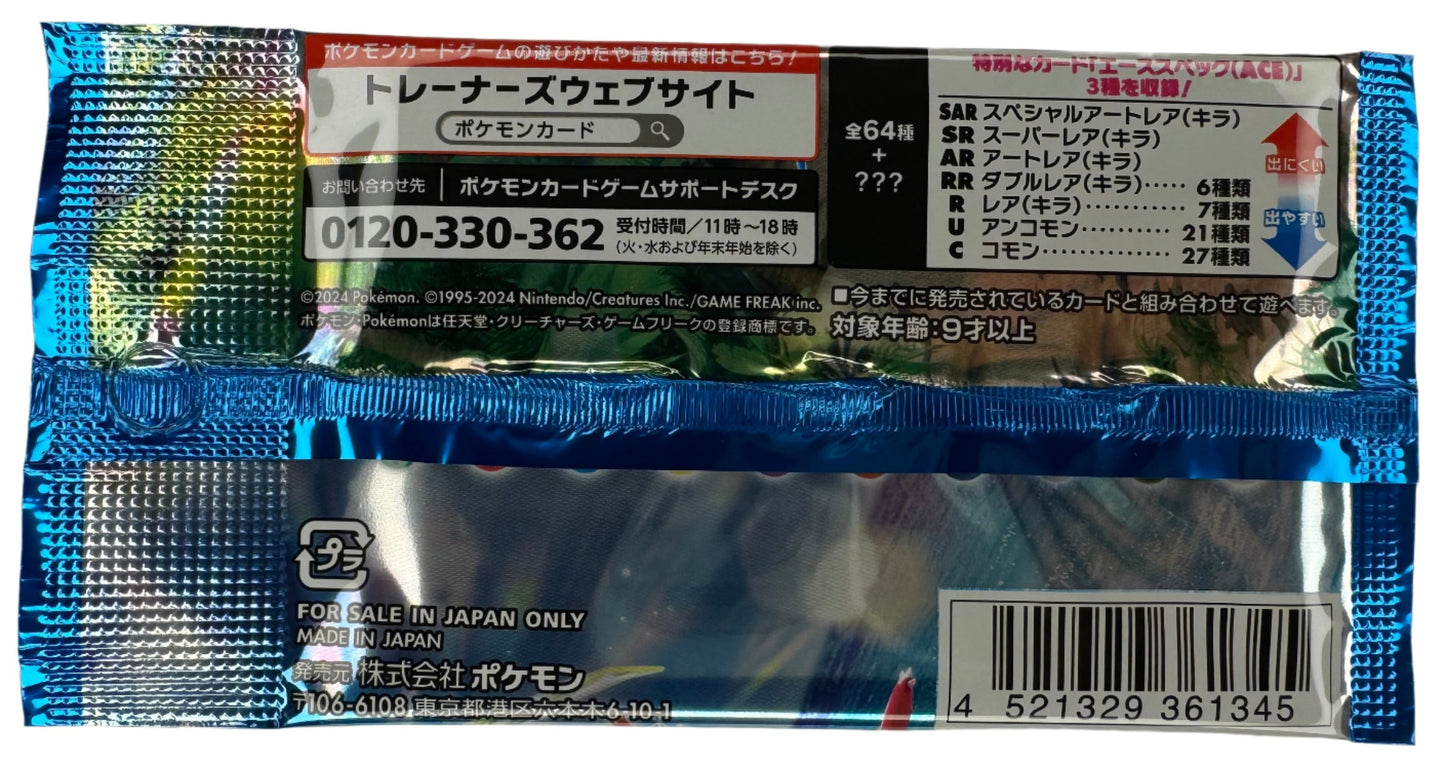 ポケモンカードゲームの遊びかたや最新情報はこちら!
トレーナーズウェブサイト
ポケモンカード
お問い合わせ先 ポケモンカードゲームサポートデスク
0120-330-362 受付時間/11時~18時
(火・水および年末年始を除く)
©2024 Pokémon. ©1995-2024 Nintendo/Creatures Inc./GAME FREAK inc.
ポケモン・Pokémonは任天堂・クリーチャーズ・ゲームフリークの登録商標です。
全64種
+
???
特別なカード「エーススペック(ACE)」
3種を収録!
SAR スペシャルアートレア(キラ)
SR スーパーレア(キラ)
AR アートレア(キラ)
RR ダブルレア(キラ)····· 6種類
R レア(キラ)··········· 7種類
U アンコモン·········· 21種類
C コモン·············· 27種類
出にくい
出やすい
■今までに発売されているカードと組み合わせて遊べます。
対象年齢:9才以上
プラ
FOR SALE IN JAPAN ONLY
MADE IN JAPAN
発売元 株式会社 ポケモン
〒106-6108 東京都港区六本木6-10-1
4 521329 361345